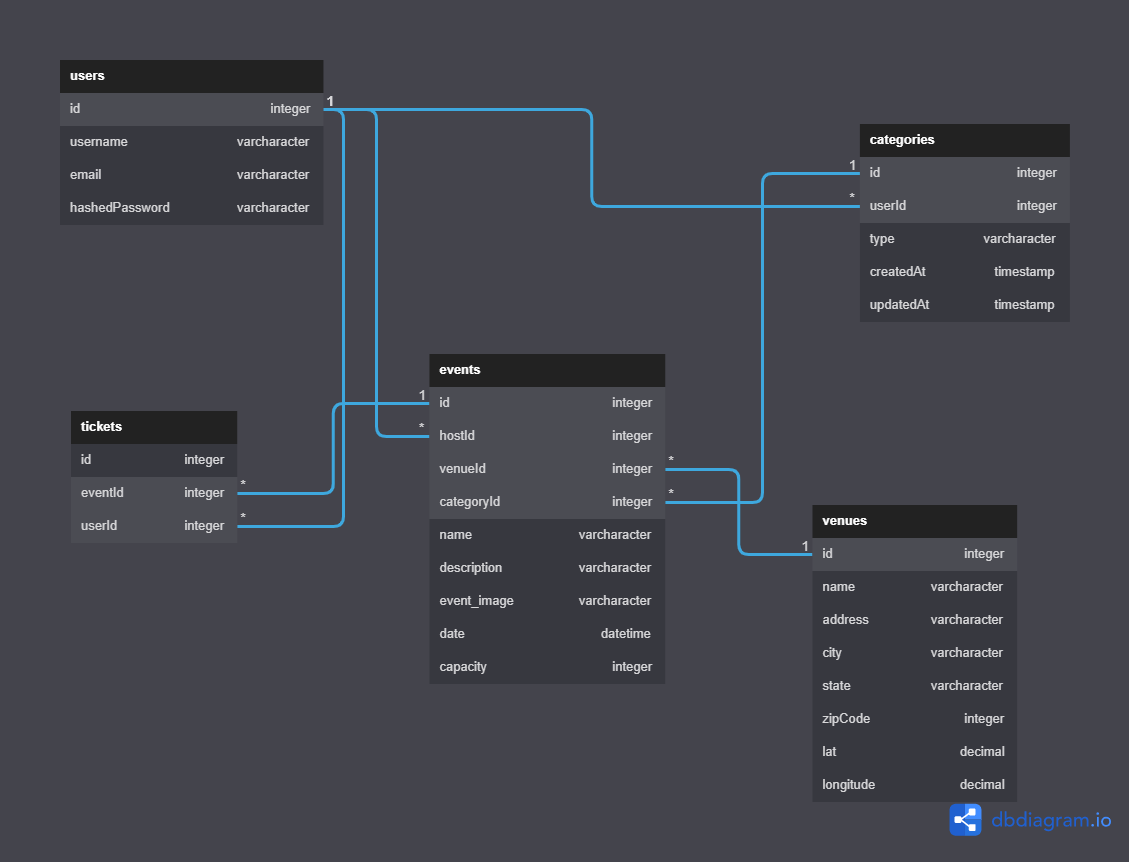 users
id integer 1
username varcharacter
email varcharacter
hashedPassword varcharacter
categories
1 id integer
* userId integer
type varcharacter
createdAt timestamp
updatedAt timestamp
events
1 id integer
* hostId integer
venueId integer *
categoryId integer *
name varcharacter
description varcharacter
event_image varcharacter
date datetime
capacity integer
tickets
id integer
eventId integer *
userId integer *
venues
1 id integer
name varcharacter
address varcharacter
city varcharacter
state varcharacter
zipCode integer
lat decimal
longitude decimal
dbdiagram.io